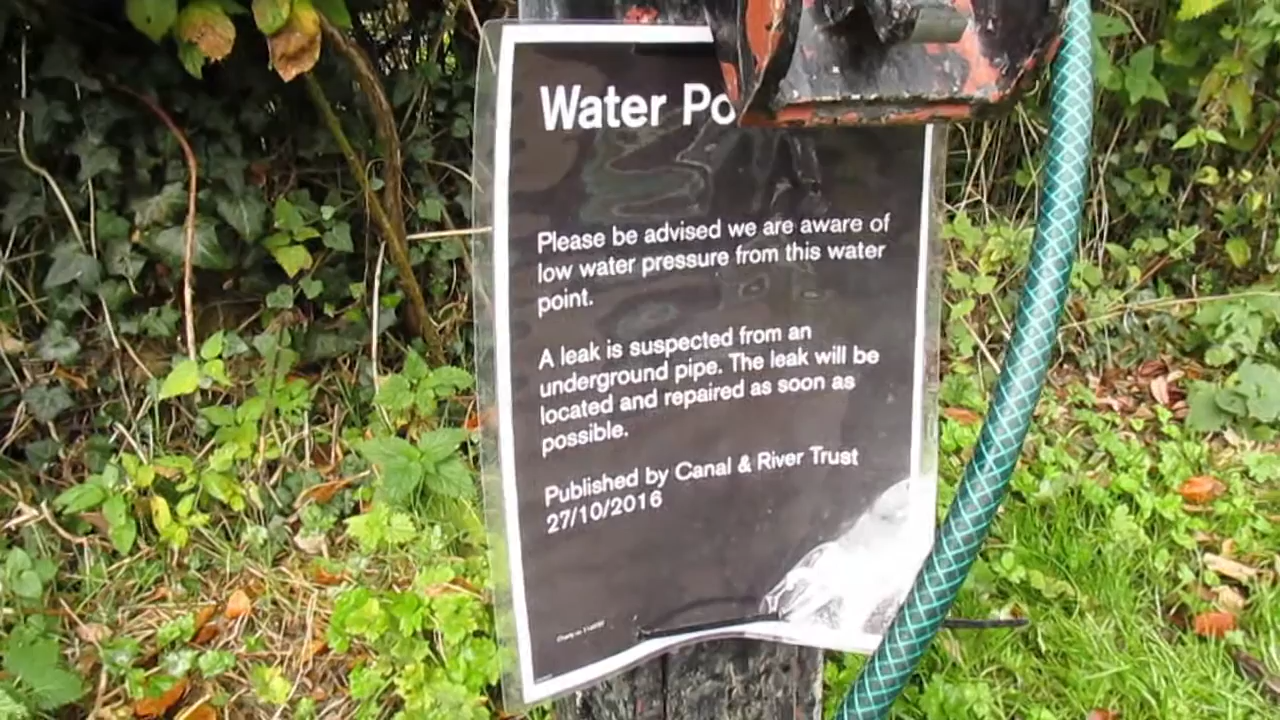 Water Po
Please be advised we are aware of
low water pressure from this water
point.
A leak is suspected from an
underground pipe. The leak will be
located and repaired as soon as
possible.
Published by Canal & River Trust
27/10/2016